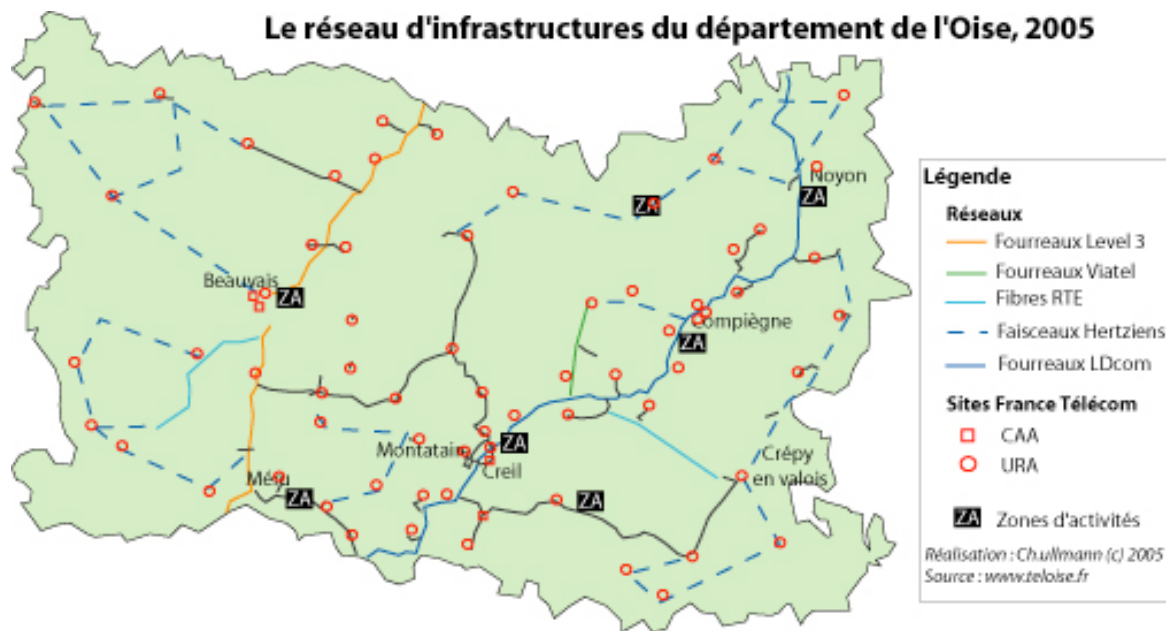 Le réseau d'infrastructures du département de l'Oise, 2005
Noyon
ZA
ZA
Beauvais
ZA
Compiègne
ZA
Montatain
ZA
Creil
Crépy
en valois
Méru
ZA
ZA
Légende
Réseaux
Fourreaux Level 3
Fourreaux Viatel
Fibres RTE
Faisceaux Hertziens
Fourreaux LDcom
Sites France Télécom
CAA
URA
ZA Zones d'activités
Réalisation : Ch.ullmann (c) 2005
Source : www.teloise.fr